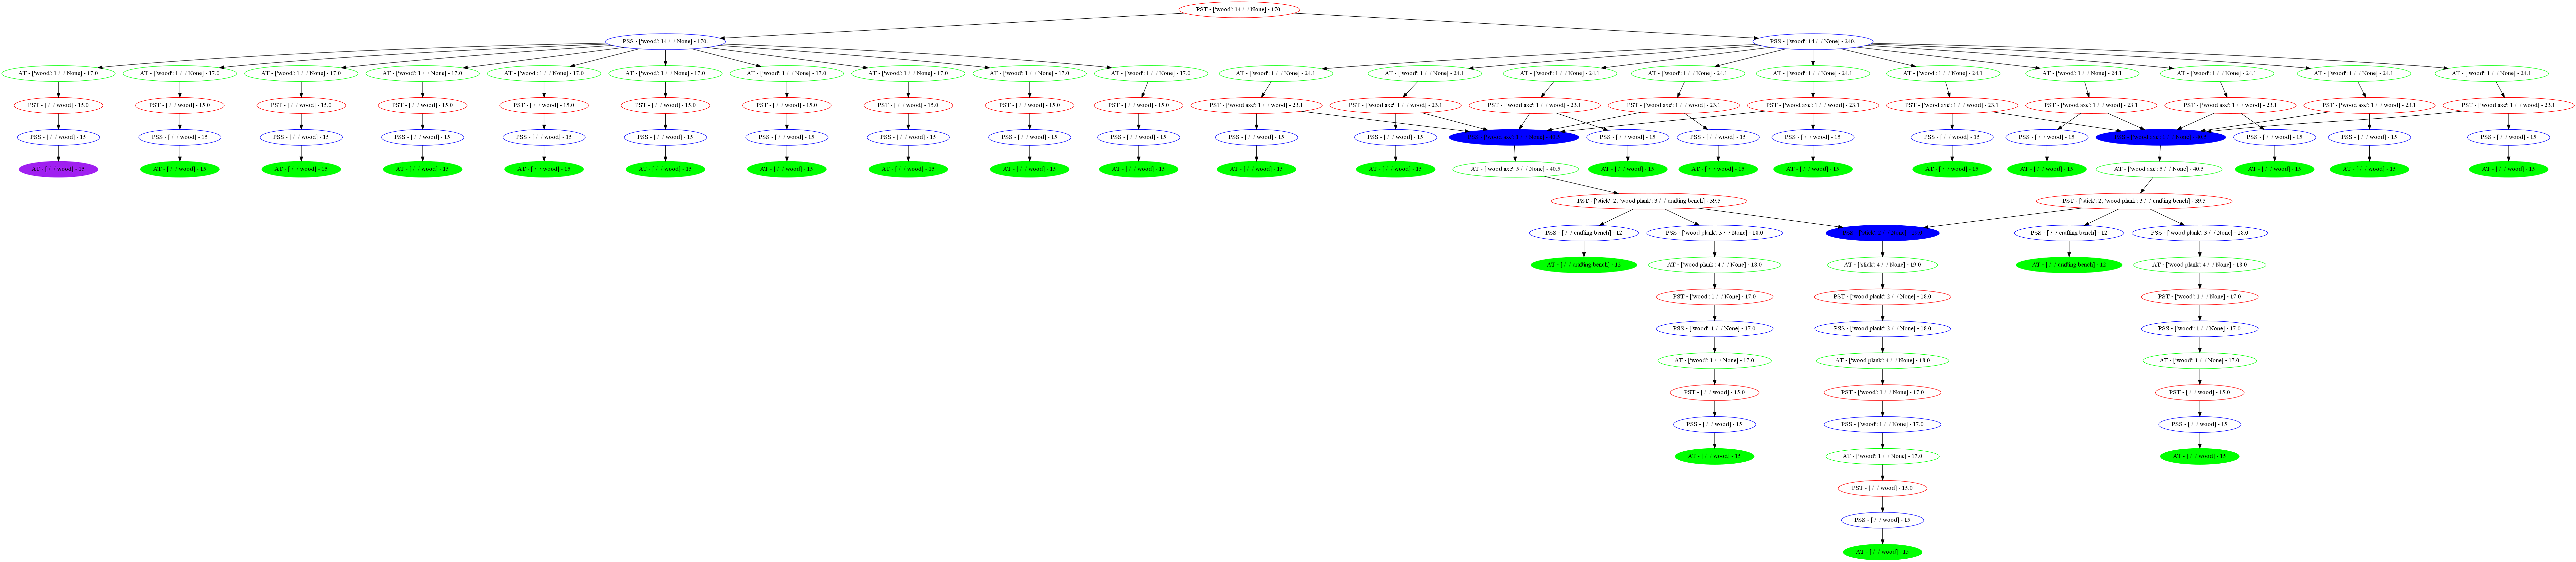 PST - ['wood': 14 / / None] - 170.
PSS - ['wood': 14 / / None] - 170. PSS - ['wood': 14 / / None] - 240.
AT - ['wood': 1 / / None] - 17.0 AT - ['wood': 1 / / None] - 17.0 AT - ['wood': 1 / / None] - 17.0 AT - ['wood': 1 / / None] - 17.0 AT - ['wood': 1 / / None] - 17.0 AT - ['wood': 1 / / None] - 17.0 AT - ['wood': 1 / / None] - 17.0 AT - ['wood': 1 / / None] - 17.0 AT - ['wood': 1 / / None] - 17.0 AT - ['wood': 1 / / None] - 17.0 AT - ['wood': 1 / / None] - 24.1 AT - ['wood': 1 / / None] - 24.1 AT - ['wood': 1 / / None] - 24.1 AT - ['wood': 1 / / None] - 24.1 AT - ['wood': 1 / / None] - 24.1 AT - ['wood': 1 / / None] - 24.1 AT - ['wood': 1 / / None] - 24.1 AT - ['wood': 1 / / None] - 24.1 AT - ['wood': 1 / / None] - 24.1 AT - ['wood': 1 / / None] - 24.1
PST - [ / / wood] - 15.0 PST - [ / / wood] - 15.0 PST - [ / / wood] - 15.0 PST - [ / / wood] - 15.0 PST - [ / / wood] - 15.0 PST - [ / / wood] - 15.0 PST - [ / / wood] - 15.0 PST - [ / / wood] - 15.0 PST - [ / / wood] - 15.0 PST - [ / / wood] - 15.0 PST - ['wood axe': 1 / / None] - 23.1 PST - ['wood axe': 1 / / None] - 23.1 PST - ['wood axe': 1 / / None] - 23.1 PST - ['wood axe': 1 / / None] - 23.1 PST - ['wood axe': 1 / / None] - 23.1 PST - ['wood axe': 1 / / None] - 23.1 PST - ['wood axe': 1 / / None] - 23.1 PST - ['wood axe': 1 / / None] - 23.1 PST - ['wood axe': 1 / / None] - 23.1 PST - ['wood axe': 1 / / None] - 23.1
PSS - [ / / wood] - 15 PSS - [ / / wood] - 15 PSS - [ / / wood] - 15 PSS - [ / / wood] - 15 PSS - [ / / wood] - 15 PSS - [ / / wood] - 15 PSS - [ / / wood] - 15 PSS - [ / / wood] - 15 PSS - [ / / wood] - 15 PSS - [ / / wood] - 15 PSS - [ / / wood] - 15 PSS - [ / / wood] - 15 PSS - [ / / wood] - 15 PSS - [ / / wood] - 15 PSS - [ / / wood] - 15 PSS - [ / / wood] - 15 PSS - [ / / wood] - 15 PSS - [ / / wood] - 15 PSS - [ / / wood] - 15 PSS - [ / / wood] - 15
AT - [ / / wood] - 15 AT - [ / / wood] - 15 AT - [ / / wood] - 15 AT - [ / / wood] - 15 AT - [ / / wood] - 15 AT - [ / / wood] - 15 AT - [ / / wood] - 15 AT - [ / / wood] - 15 AT - [ / / wood] - 15 AT - [ / / wood] - 15 AT - [ / / wood] - 15 AT - [ / / wood] - 15 AT - ['wood axe': 5 / / None] - 40.5 AT - [ / / wood] - 15 AT - [ / / wood] - 15 AT - [ / / wood] - 15 AT - [ / / wood] - 15 AT - [ / / wood] - 15 AT - ['wood axe': 5 / / None] - 40.5 AT - [ / / wood] - 15 AT - [ / / wood] - 15 AT - [ / / wood] - 15
PST - ['stick': 2, 'wood plank': 3 / / crafting bench] - 39.5 PST - ['stick': 2, 'wood plank': 3 / / crafting bench] - 39.5
PSS - [ / / crafting bench] - 12 PSS - ['wood plank': 3 / / None] - 18.0 PSS - [ / / crafting bench] - 12 PSS - ['wood plank': 3 / / None] - 18.0
AT - [ / / crafting bench] - 12 AT - ['wood plank': 4 / / None] - 18.0 AT - ['stick': 4 / / None] - 19.0 AT - [ / / crafting bench] - 12 AT - ['wood plank': 4 / / None] - 18.0
PST - ['wood': 1 / / None] - 17.0 PST - ['wood plank': 2 / / None] - 18.0 PST - ['wood': 1 / / None] - 17.0
PSS - ['wood': 1 / / None] - 17.0 PSS - ['wood plank': 2 / / None] - 18.0 PSS - ['wood': 1 / / None] - 17.0
AT - ['wood': 1 / / None] - 17.0 AT - ['wood plank': 4 / / None] - 18.0 AT - ['wood': 1 / / None] - 17.0
PST - [ / / wood] - 15.0 PST - ['wood': 1 / / None] - 17.0 PST - [ / / wood] - 15.0
PSS - [ / / wood] - 15 PSS - ['wood': 1 / / None] - 17.0 PSS - [ / / wood] - 15
AT - [ / / wood] - 15 AT - ['wood': 1 / / None] - 17.0 AT - [ / / wood] - 15
PST - [ / / wood] - 15.0
PSS - [ / / wood] - 15
AT - [ / / wood] - 15